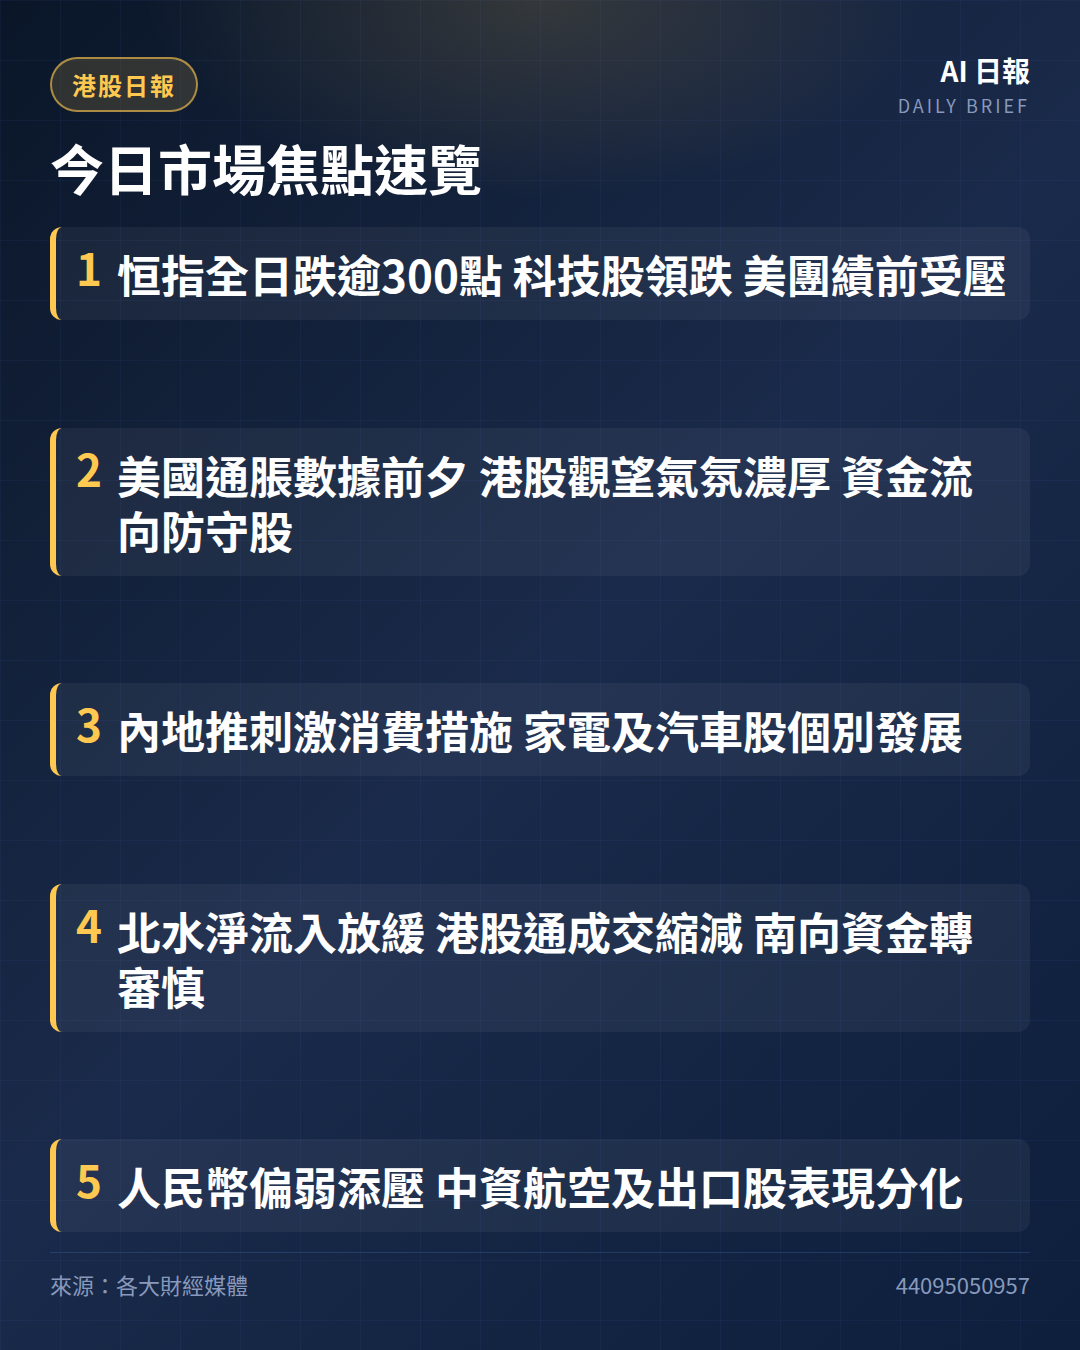 港股日報
AI 日報
DAILY BRIEF
今日市場焦點速覽
1 恒指全日跌逾300點 科技股領跌 美團績前受壓
2 美國通脹數據前夕 港股觀望氣氛濃厚 資金流
向防守股
3 內地推刺激消費措施 家電及汽車股個別發展
4 北水淨流入放緩 港股通成交縮減 南向資金轉
審慎
5 人民幣偏弱添壓 中資航空及出口股表現分化
來源：各大財經媒體
44095050957